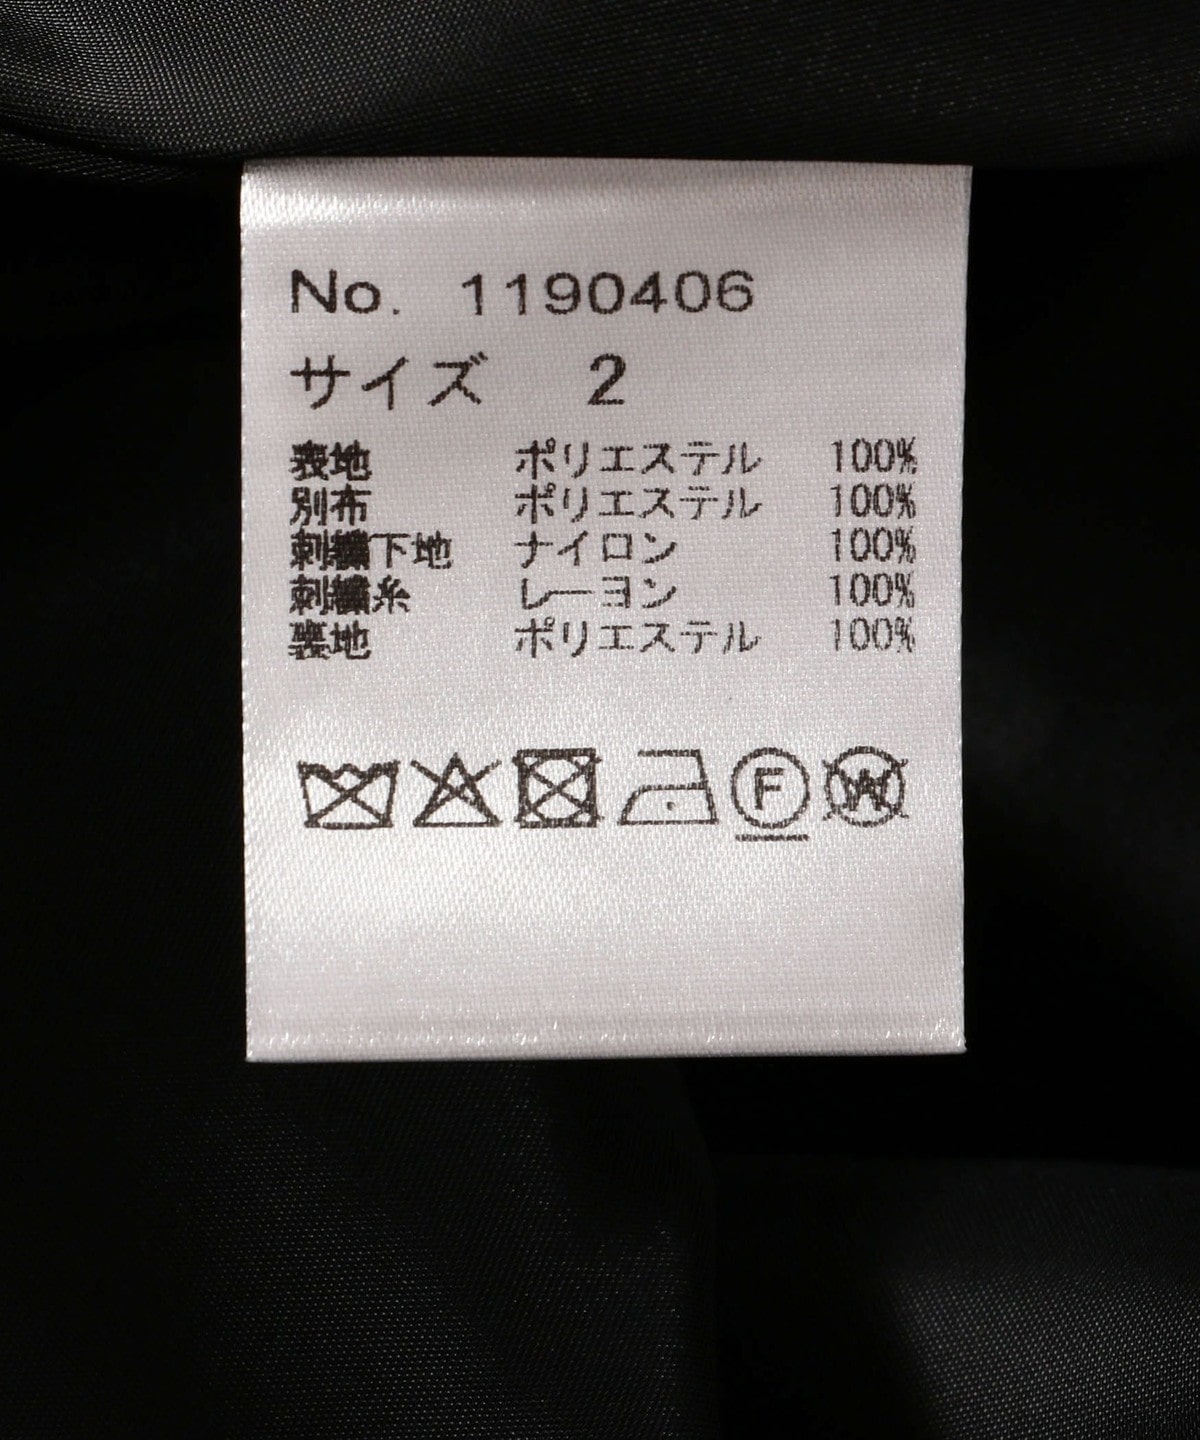 No. 1190406
サイズ 2
表地 ポリエステル 100%
別布 ポリエステル 100%
刺繍下地 ナイロン 100%
刺繍糸 レーヨン 100%
裏地 ポリエステル 100%
F W